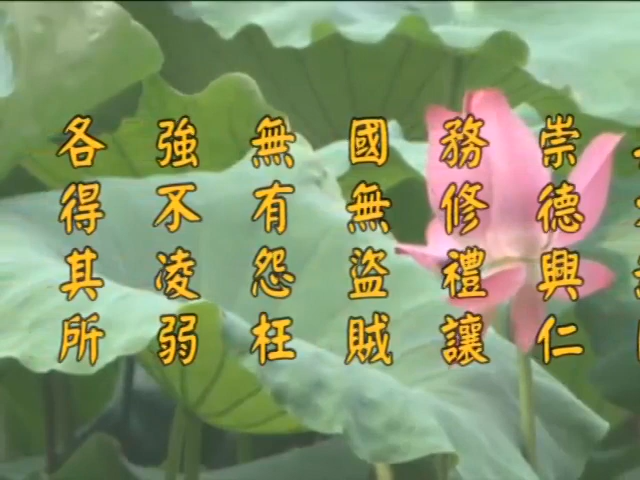 崇德興仁
務修禮讓
國無盜賊
無有怨枉
強不凌弱
各得其所